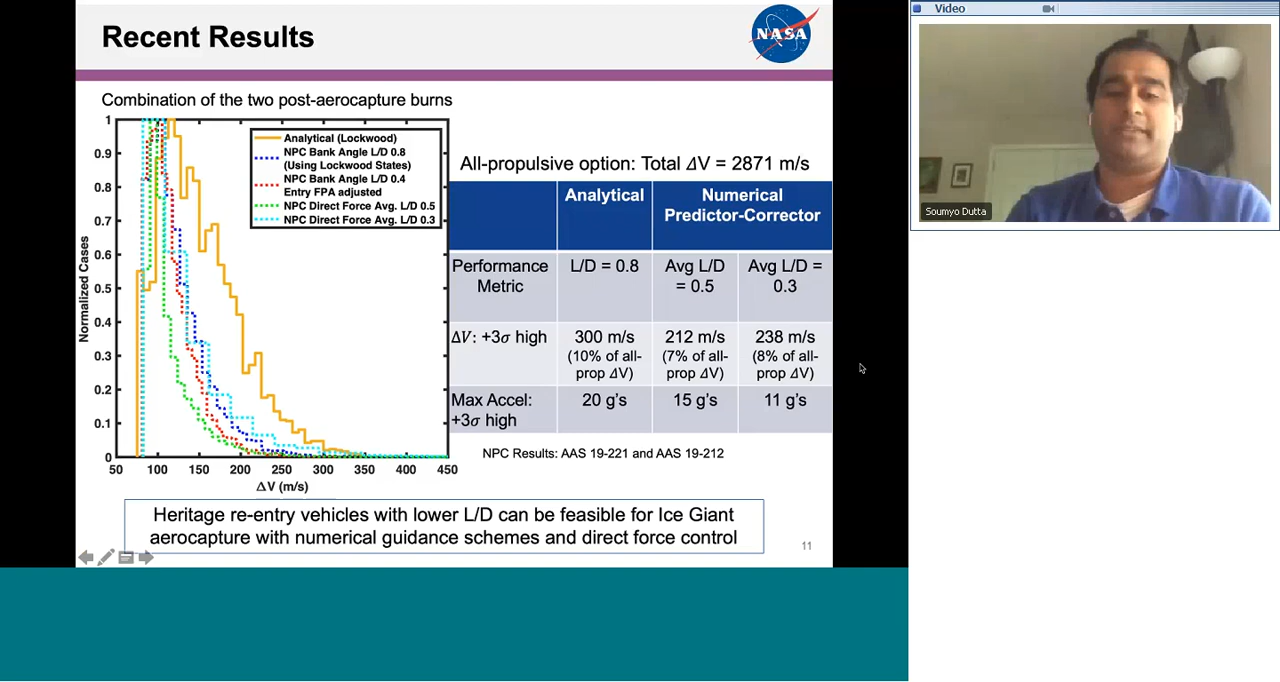 Recent Results
NASA
Combination of the two post-aerocapture burns
1
0.9
0.8
0.7
0.6
0.5
0.4
0.3
0.2
0.1
0
Normalized Cases
50 100 150 200 250 300 350 400 450
ΔV (m/s)
Analytical (Lockwood)
NPC Bank Angle L/D 0.8
(Using Lockwood States)
NPC Bank Angle L/D 0.4
Entry FPA adjusted
NPC Direct Force Avg. L/D 0.5
NPC Direct Force Avg. L/D 0.3
All-propulsive option: Total ΔV = 2871 m/s
Analytical
Numerical
Predictor-Corrector
Performance
Metric
L/D = 0.8
Avg L/D
= 0.5
Avg L/D =
0.3
ΔV: +3σ high
300 m/s
(10% of all-
prop ΔV)
212 m/s
(7% of all-
prop ΔV)
238 m/s
(8% of all-
prop ΔV)
Max Accel:
+3σ high
20 g's
15 g's
11 g's
NPC Results: AAS 19-221 and AAS 19-212
Heritage re-entry vehicles with lower L/D can be feasible for Ice Giant
aerocapture with numerical guidance schemes and direct force control
11
Video
Soumyo Dutta